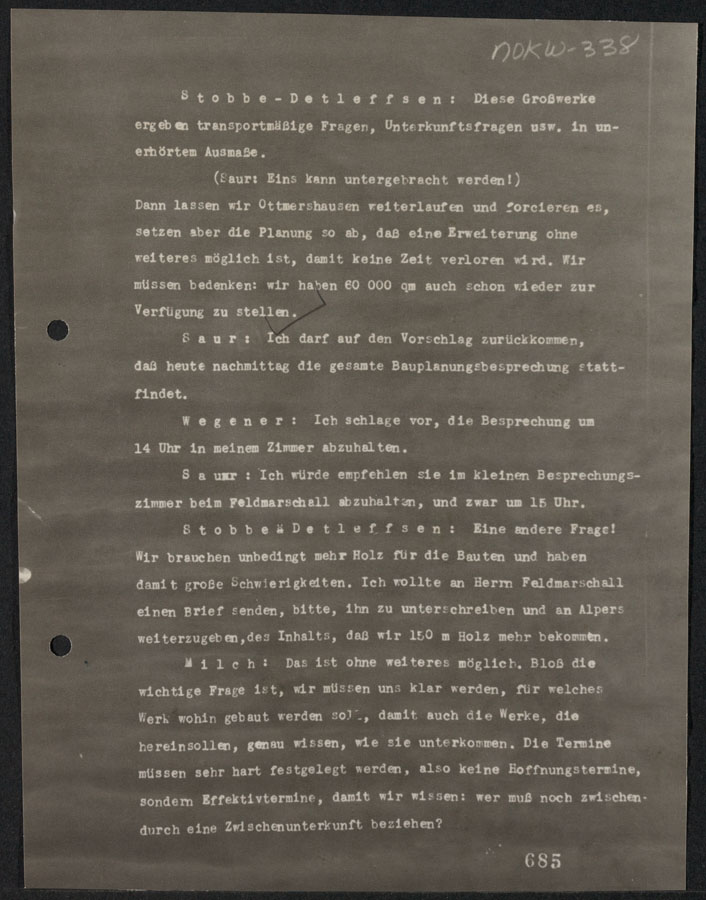 NOKW-338
S t o b b e - D e t l e f f s e n : Diese Großwerke
ergeben transportmäßige Fragen, Unterkunftsfragen usw. in un-
erhörtem Ausmaße.
(Saur: Eins kann untergebracht werden!)
Dann lassen wir Ottmershausen weiterlaufen und forcieren es,
setzen aber die Planung so ab, daß eine Erweiterung ohne
weiteres möglich ist, damit keine Zeit verloren wird. Wir
müssen bedenken: wir haben 60 000 qm auch schon wieder zur
Verfügung zu stellen.
S a u r : Ich darf auf den Vorschlag zurückkommen,
daß heute nachmittag die gesamte Bauplanungsbesprechung statt-
findet.
W e g e n e r : Ich schlage vor, die Besprechung um
14 Uhr in meinem Zimmer abzuhalten.
S a u r : Ich würde empfehlen sie im kleinen Besprechungs-
zimmer beim Feldmarschall abzuhalten, und zwar um 15 Uhr.
S t o b b e - D e t l e f f s e n : Eine andere Frage!
Wir brauchen unbedingt mehr Holz für die Bauten und haben
damit große Schwierigkeiten. Ich wollte an Herrn Feldmarschall
einen Brief senden, bitte, ihn zu unterschreiben und an Alpers
weiterzugeben,des Inhalts, daß wir 150 m Holz mehr bekommen.
M i l c h : Das ist ohne weiteres möglich. Bloß die
wichtige Frage ist, wir müssen uns klar werden, für welches
Werk wohin gebaut werden soll, damit auch die Werke, die
hereinsollen, genau wissen, wie sie unterkommen. Die Termine
müssen sehr hart festgelegt werden, also keine Hoffnungstermine,
sondern Effektivtermine, damit wir wissen: wer muß noch zwischen-
durch eine Zwischenunterkunft beziehen?
685